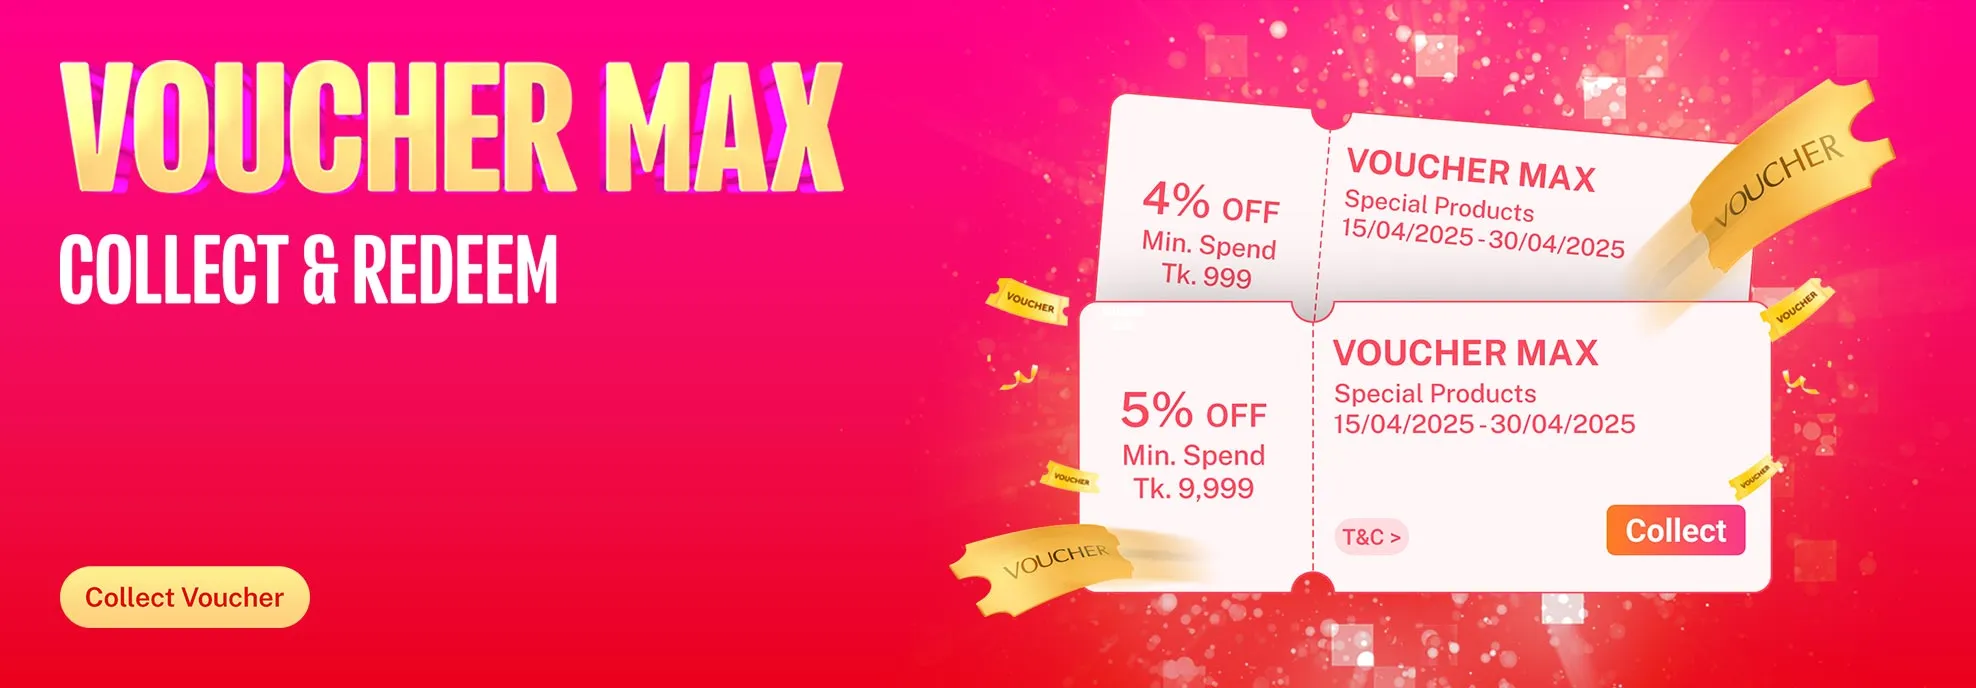 VOUCHER MAX
COLLECT & REDEEM
Collect Voucher
4% OFF
Min. Spend
Tk. 999
VOUCHER MAX
Special Products
15/04/2025-30/04/2025
VOUCHER
VOUCHER
VOUCHER
5% OFF
Min. Spend
Tk. 9,999
VOUCHER MAX
Special Products
15/04/2025-30/04/2025
T&C >
Collect
VOUCHER
VOUCHER
VOUCHER